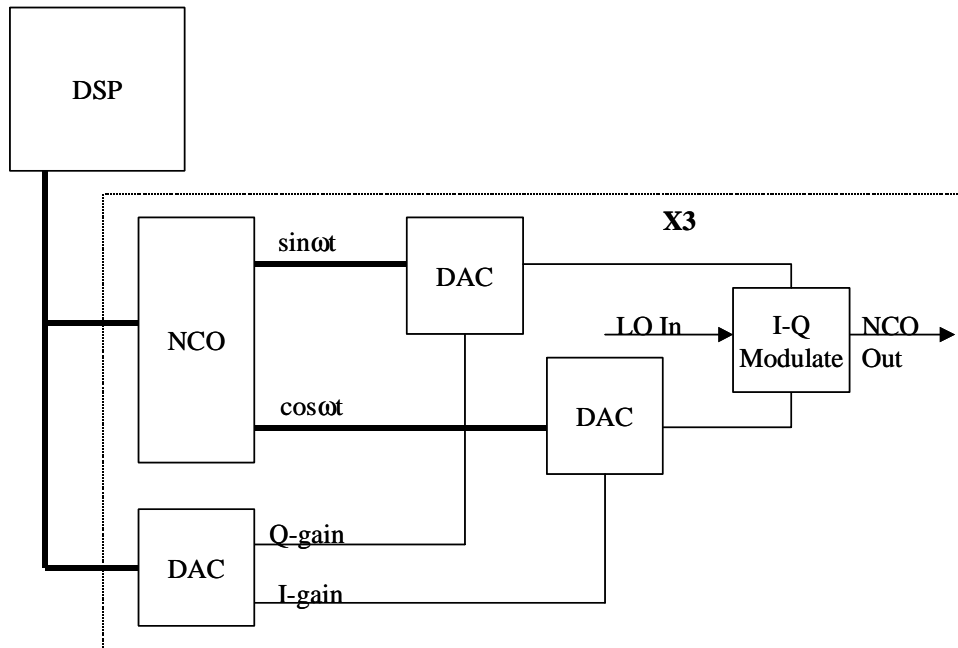 DSP
X3
sinωt
DAC
NCO
LO In
I-Q
Modulate
NCO
Out
cosωt
DAC
Q-gain
DAC
I-gain